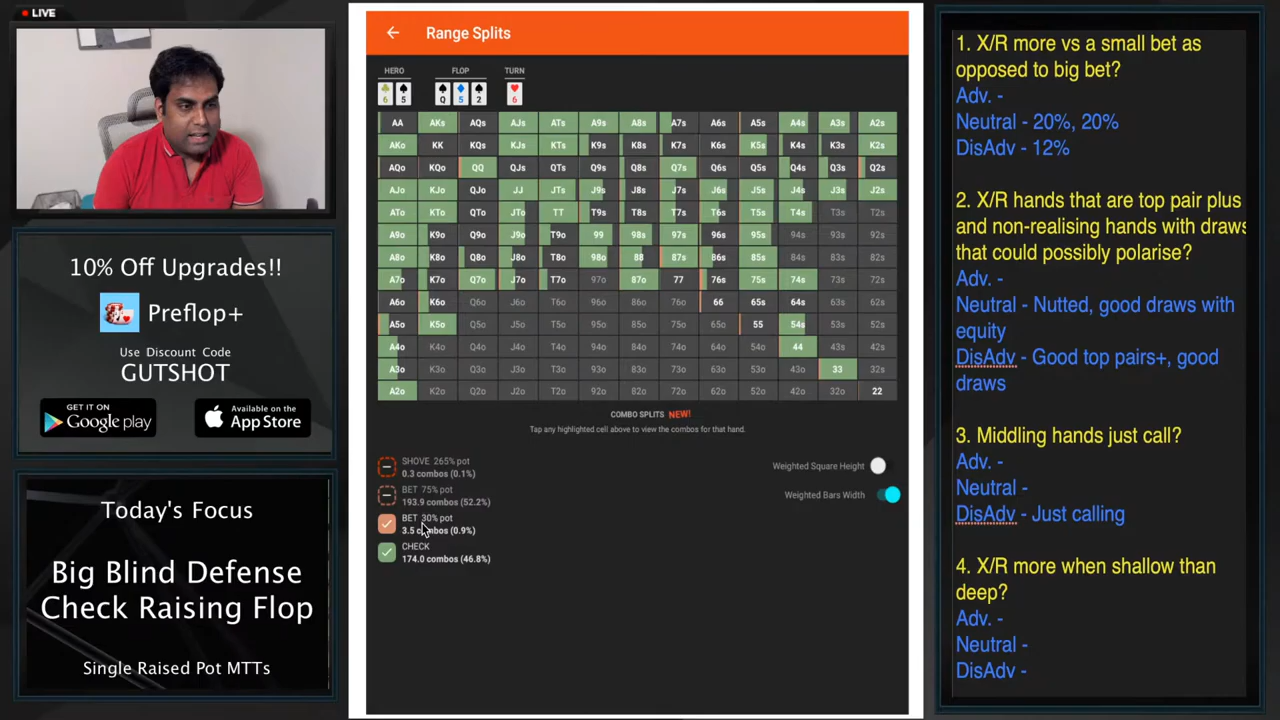 LIVE
10% Off Upgrades!!
Preflop+
Use Discount Code
GUTSHOT
GET IT ON
Google play
Available on the
App Store
Today's Focus
Big Blind Defense
Check Raising Flop
Single Raised Pot MTTs
Range Splits
HERO FLOP TURN
6 5 Q 5 2 6
AA AKs AQs AJs ATs A9s A8s A7s A6s A5s A4s A3s A2s
AKo KK KQs KJs KTs K9s K8s K7s K6s K5s K4s K3s K2s
AQo KQo QQ QJs QTs Q9s Q8s Q7s Q6s Q5s Q4s Q3s Q2s
AJo KJo QJo JJ JTs J9s J8s J7s J6s J5s J4s J3s J2s
ATo KTo QTo JTo TT T9s T8s T7s T6s T5s T4s T3s T2s
A9o K9o Q9o J9o T9o 99 98s 97s 96s 95s 94s 93s 92s
A8o K8o Q8o J8o T8o 98o 88 87s 86s 85s 84s 83s 82s
A7o K7o Q7o J7o T7o 97o 87o 77 76s 75s 74s 73s 72s
A6o K6o Q6o J6o T6o 96o 86o 76o 66 65s 64s 63s 62s
A5o K5o Q5o J5o T5o 95o 85o 75o 65o 55 54s 53s 52s
A4o K4o Q4o J4o T4o 94o 84o 74o 64o 54o 44 43s 42s
A3o K3o Q3o J3o T3o 93o 83o 73o 63o 53o 43o 33 32s
A2o K2o Q2o J2o T2o 92o 82o 72o 62o 52o 42o 32o 22
COMBO SPLITS NEW!
Tap any highlighted cell above to view the combos for that hand.
SHOVE 265% pot
0.3 combos (0.1%)
BET 75% pot
193.9 combos (52.2%)
BET 30% pot
3.5 combos (0.9%)
CHECK
174.0 combos (46.8%)
Weighted Square Height
Weighted Bars Width
1. X/R more vs a small bet as
opposed to big bet?
Adv. -
Neutral - 20%, 20%
DisAdv - 12%
2. X/R hands that are top pair plus
and non-realising hands with draws
that could possibly polarise?
Adv. -
Neutral - Nutted, good draws with
equity
DisAdv - Good top pairs+, good
draws
3. Middling hands just call?
Adv. -
Neutral -
DisAdv - Just calling
4. X/R more when shallow than
deep?
Adv. -
Neutral -
DisAdv -